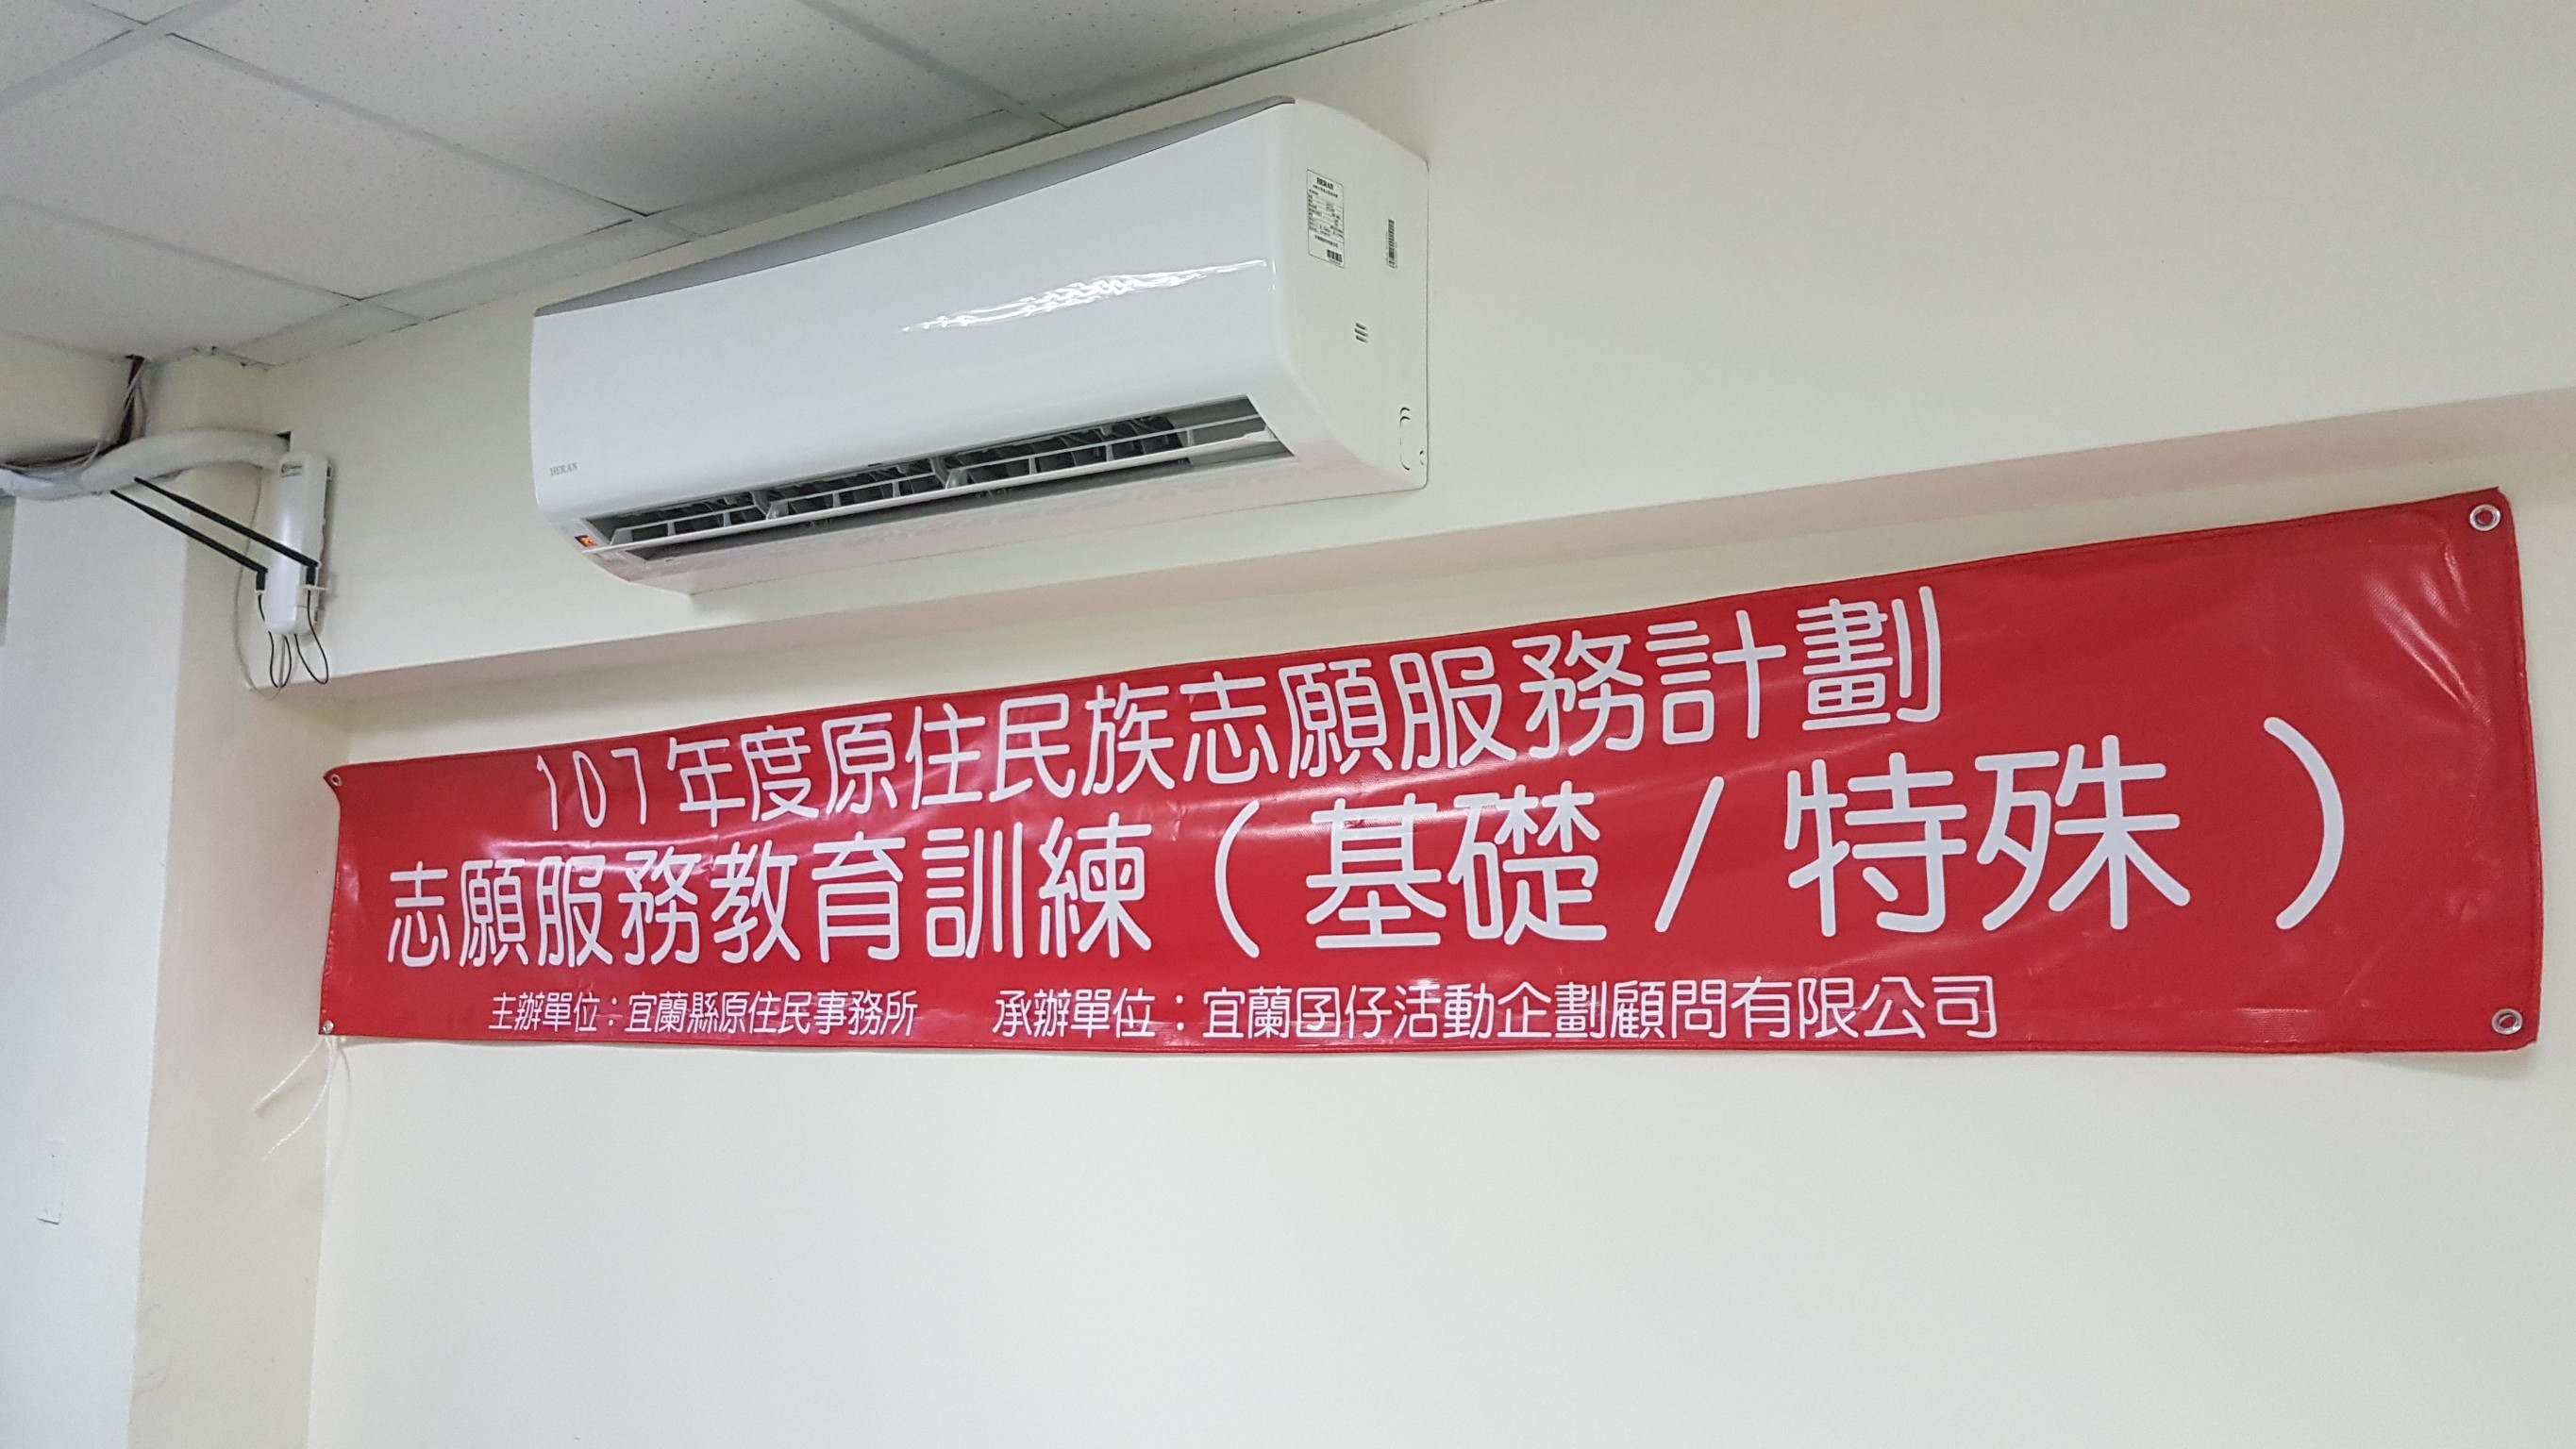 HERAN
HERAN
107年度原住民族志願服務計劃
志願服務教育訓練（基礎/特殊）
主辦單位：宜蘭縣原住民事務所 承辦單位：宜蘭囝仔活動企劃顧問有限公司